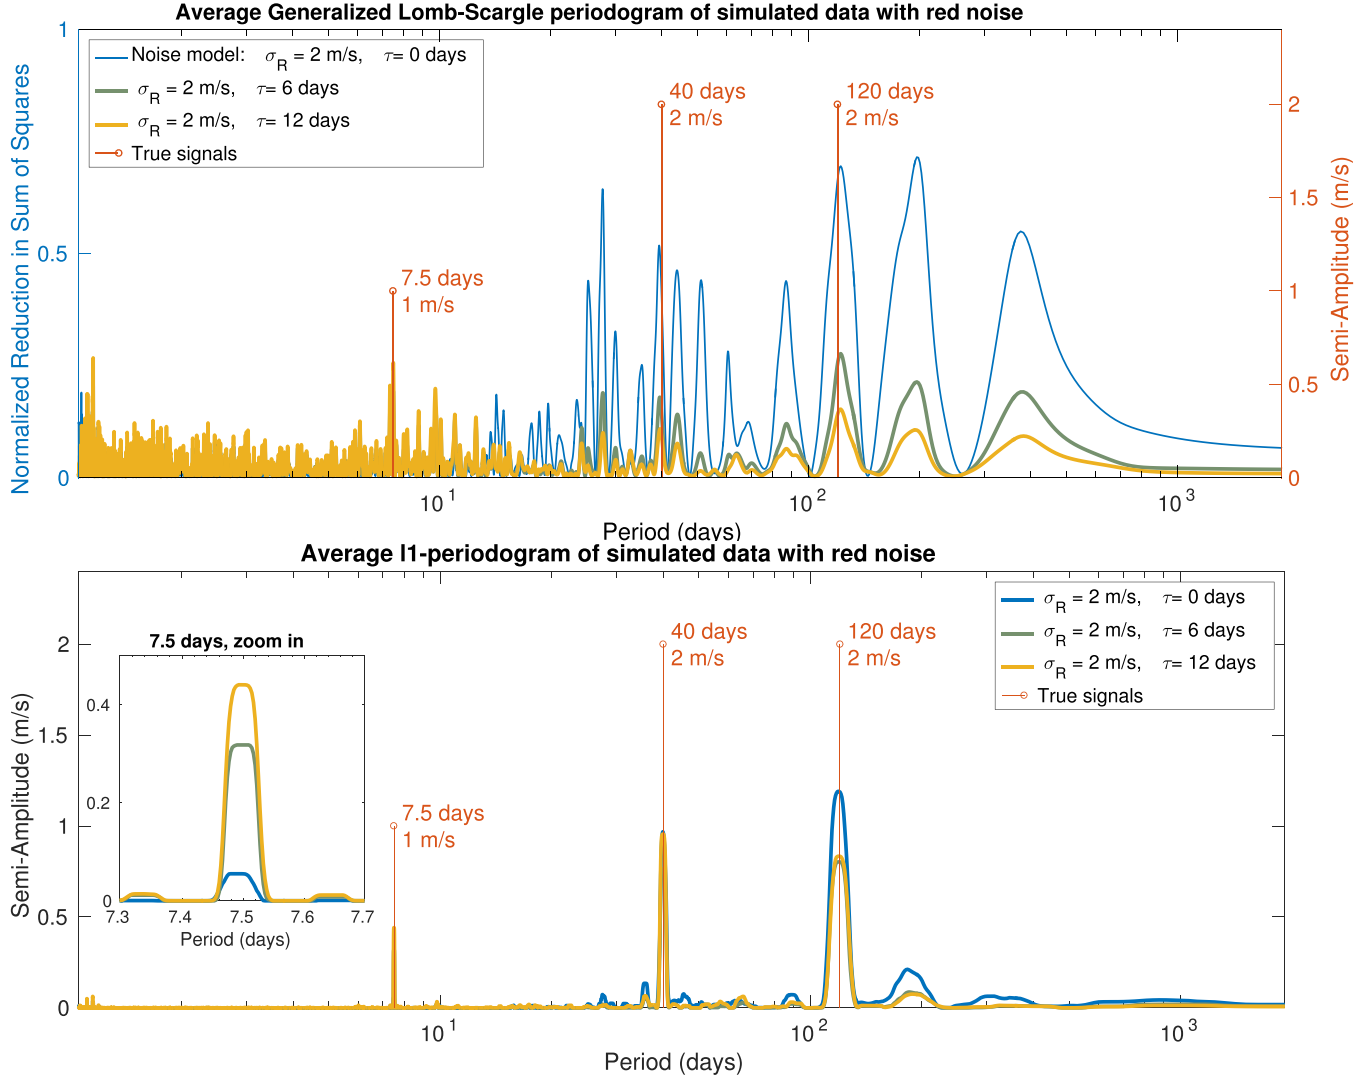 Average Generalized Lomb-Scargle periodogram of simulated data with red noise
Normalized Reduction in Sum of Squares
Semi-Amplitude (m/s)
1
0.5
0
2
1.5
1
0.5
0
Noise model: σR = 2 m/s, τ= 0 days
σR = 2 m/s, τ= 6 days
σR = 2 m/s, τ= 12 days
True signals
7.5 days
1 m/s
40 days
2 m/s
120 days
2 m/s
10^1
10^2
10^3
Period (days)
Average l1-periodogram of simulated data with red noise
Semi-Amplitude (m/s)
2
1.5
1
0.5
0
7.5 days, zoom in
0.4
0.2
0
7.3
7.4
7.5
7.6
7.7
Period (days)
7.5 days
1 m/s
40 days
2 m/s
120 days
2 m/s
σR = 2 m/s, τ= 0 days
σR = 2 m/s, τ= 6 days
σR = 2 m/s, τ= 12 days
True signals
10^1
10^2
10^3
Period (days)